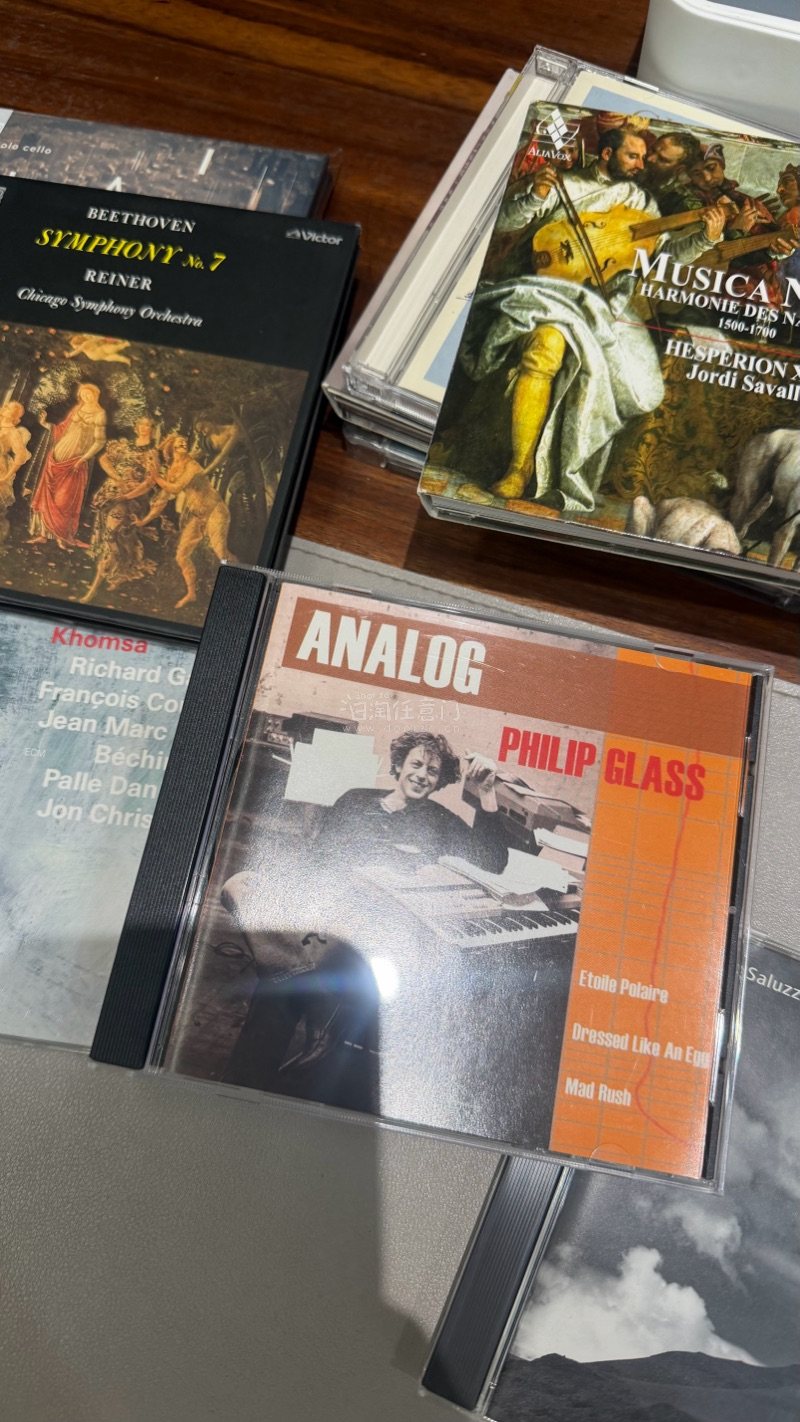 olo cello
BEETHOVEN
SYMPHONY No. 7
REINER
Chicago Symphony Orchestra
Victor
ALIAVOX
MUSICA N
HARMONIE DES NA
1500-1700
HESPERION X
Jordi Savall
Khomsa
Richard G
François Co
Jean Marc
Béchir
Palle Dan
Jon Chris
ECM
ANALOG
PHILIP GLASS
Etoile Polaire
Dressed Like An Egg
Mad Rush
Saluzz